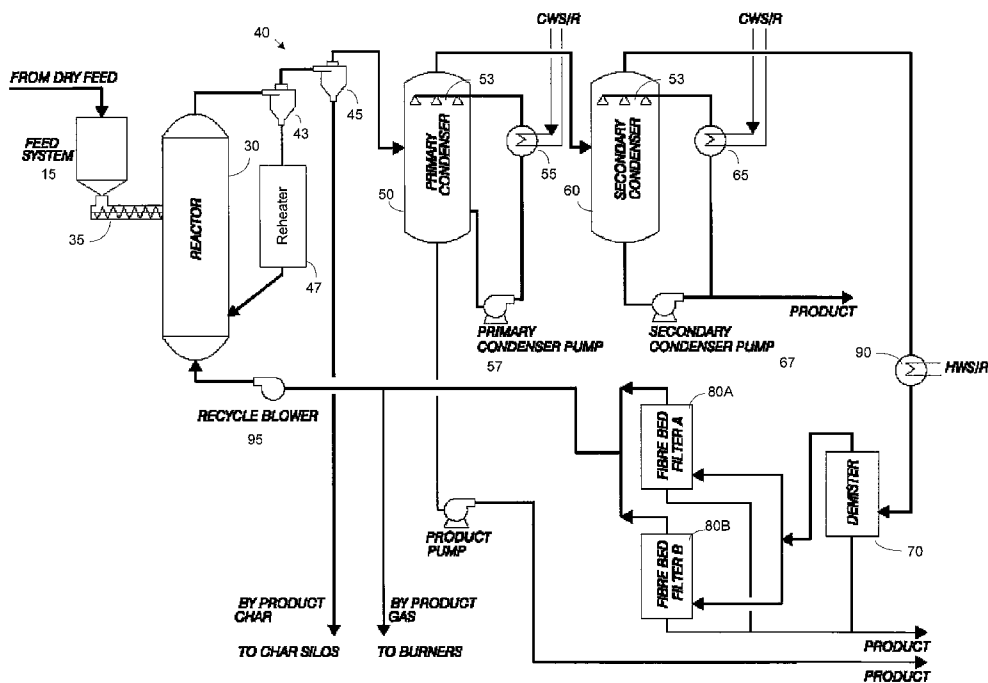 CWS/R
CWS/R
40
FROM DRY FEED
FEED
SYSTEM
15
43
45
53
53
30
35
REACTOR
Reheater
47
PRIMARY
CONDENSER
50
55
SECONDARY
CONDENSER
60
65
PRIMARY
CONDENSER PUMP
57
SECONDARY
CONDENSER PUMP
67
PRODUCT
90
HWS/R
RECYCLE BLOWER
95
80A
FIBRE BED
FILTER A
DEMISTER
70
80B
FIBRE BED
FILTER B
PRODUCT
PUMP
BY PRODUCT
CHAR
BY PRODUCT
GAS
TO CHAR SILOS
TO BURNERS
PRODUCT
PRODUCT